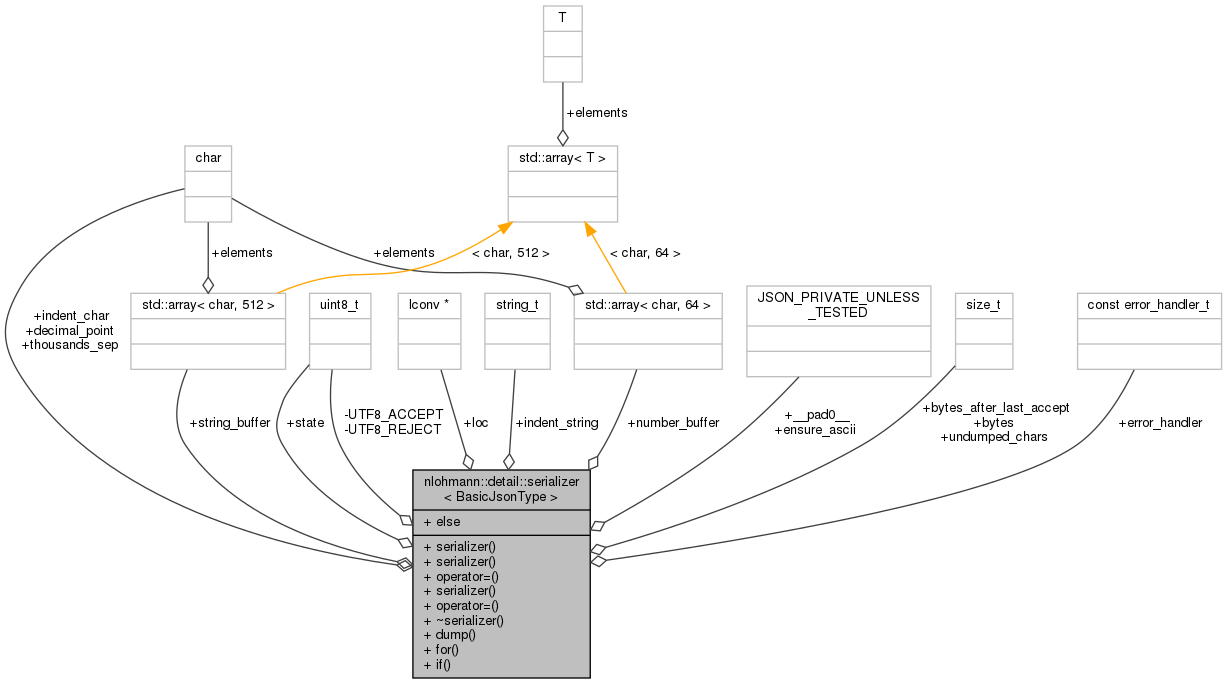 T
+elements
char
std::array< T >
+elements
+elements
< char, 512 >
< char, 64 >
+indent_char
+decimal_point
+thousands_sep
std::array< char, 512 >
uint8_t
lconv *
string_t
std::array< char, 64 >
JSON_PRIVATE_UNLESS
_TESTED
size_t
const error_handler_t
+string_buffer
+state
-UTF8_ACCEPT
-UTF8_REJECT
+loc
+indent_string
+number_buffer
+__pad0__
+ensure_ascii
+bytes_after_last_accept
+bytes
+undumped_chars
+error_handler
nlohmann::detail::serializer
< BasicJsonType >
+ else
+ serializer()
+ serializer()
+ operator=()
+ serializer()
+ operator=()
+ ~serializer()
+ dump()
+ for()
+ if()